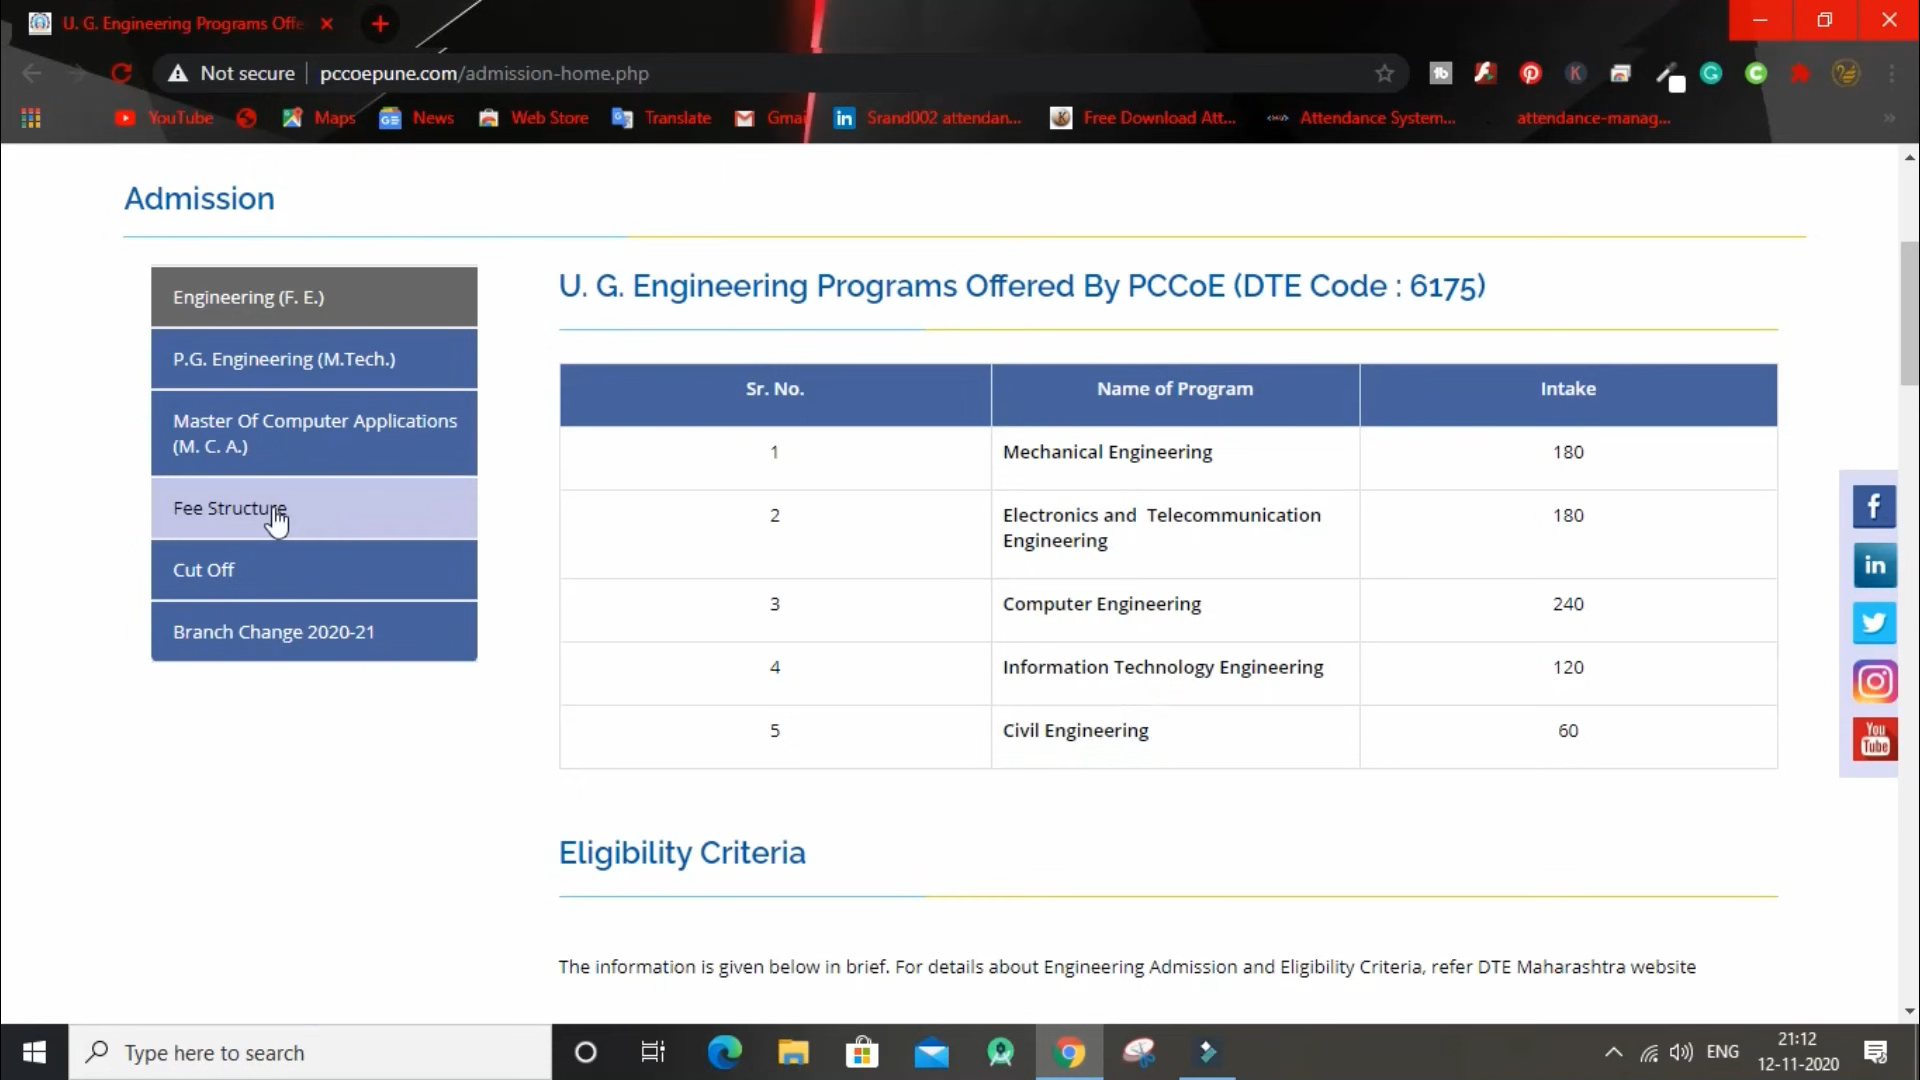 U. G. Engineering Programs Offe
Not secure
pccoepune.com/admission-home.php
YouTube
Maps
News
Web Store
Translate
Gmai
Srand002 attendan...
Free Download Att...
Attendance System...
attendance-manag...
Admission
Engineering (F. E.)
P.G. Engineering (M.Tech.)
Master Of Computer Applications
(M. C. A.)
Fee Structure
Cut Off
Branch Change 2020-21
U. G. Engineering Programs Offered By PCCoE (DTE Code : 6175)
Sr. No. Name of Program Intake
1 Mechanical Engineering 180
2 Electronics and Telecommunication Engineering 180
3 Computer Engineering 240
4 Information Technology Engineering 120
5 Civil Engineering 60
Eligibility Criteria
The information is given below in brief. For details about Engineering Admission and Eligibility Criteria, refer DTE Maharashtra website
You
Tube
Type here to search
ENG
21:12
12-11-2020